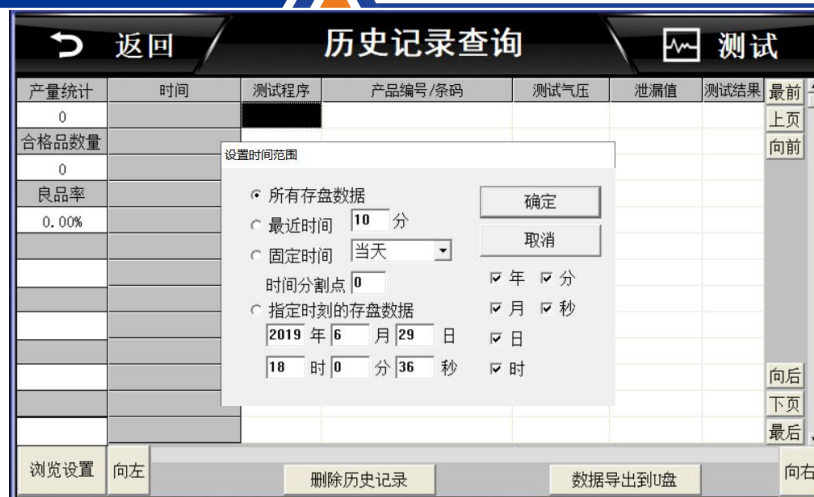 返回
历史记录查询
测试
产量统计 时间 测试程序 产品编号/条码 测试气压 泄漏值 测试结果 最前
0 上页
合格品数量 向前
0
良品率
0.00%
设置时间范围
所有存盘数据
最近时间 10 分
固定时间 当天
时间分割点 0
指定时刻的存盘数据
2019 年 6 月 29 日
18 时 0 分 36 秒
确定
取消
年 分
月 秒
日
时
向后
下页
最后
浏览设置 向左 删除历史记录 数据导出到U盘 向右